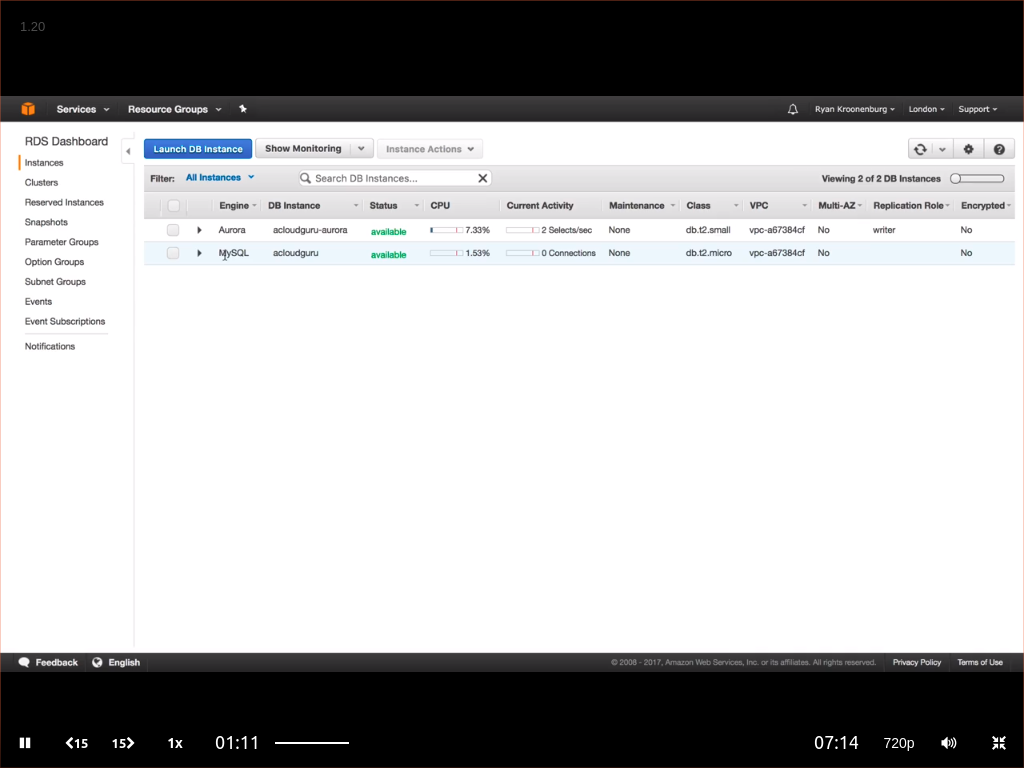 1.20
Services Resource Groups Ryan Kroonenburg London Support
RDS Dashboard
Instances
Clusters
Reserved Instances
Snapshots
Parameter Groups
Option Groups
Subnet Groups
Events
Event Subscriptions
Notifications
Launch DB Instance Show Monitoring Instance Actions
Filter: All Instances Search DB Instances... Viewing 2 of 2 DB Instances
Engine DB Instance Status CPU Current Activity Maintenance Class VPC Multi-AZ Replication Role Encrypted
Aurora acloudguru-aurora available 7.33% 2 Selects/sec None db.t2.small vpc-a67384cf No writer No
MySQL acloudguru available 1.53% 0 Connections None db.t2.micro vpc-a67384cf No No
Feedback English © 2008 - 2017, Amazon Web Services, Inc. or its affiliates. All rights reserved. Privacy Policy Terms of Use
15 15 1x 01:11 07:14 720p